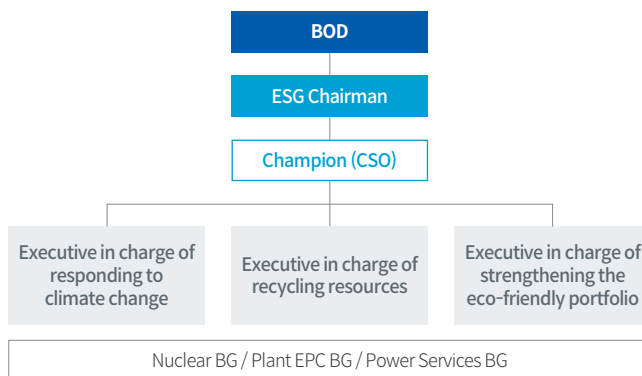 BOD
ESG Chairman
Champion (CSO)
Executive in charge of
responding to
climate change
Executive in charge of
recycling resources
Executive in charge of
strengthening the
eco-friendly portfolio
Nuclear BG / Plant EPC BG / Power Services BG